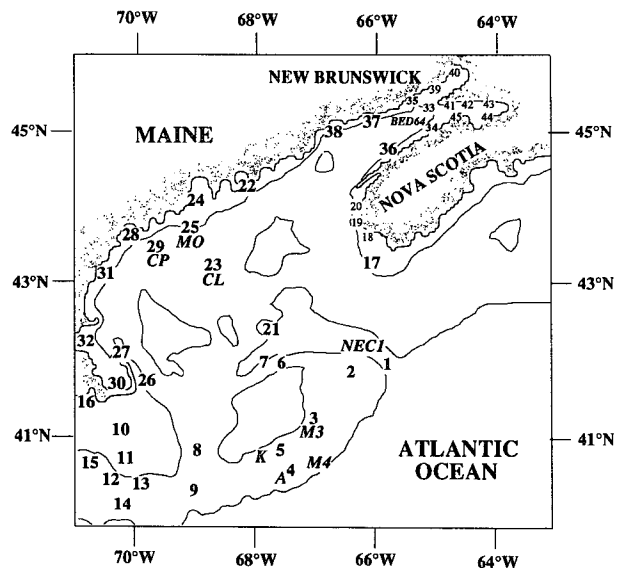 70°W 68°W 66°W 64°W
NEW BRUNSWICK
40
39
35
33 41 42 43
37
BED64
45 44
34
45°N
45°N
MAINE
38
36
NOVA SCOTIA
22
24
20
19
25
MO
28
18
29
CP
23
CL
17
31
43°N
43°N
21
32
27
NEC1
7 6
1
2
30 26
16
3
M3
10
41°N
41°N
8
5
K
11
15
M4
4
A
12 13
9
14
ATLANTIC
OCEAN
70°W 68°W 66°W 64°W